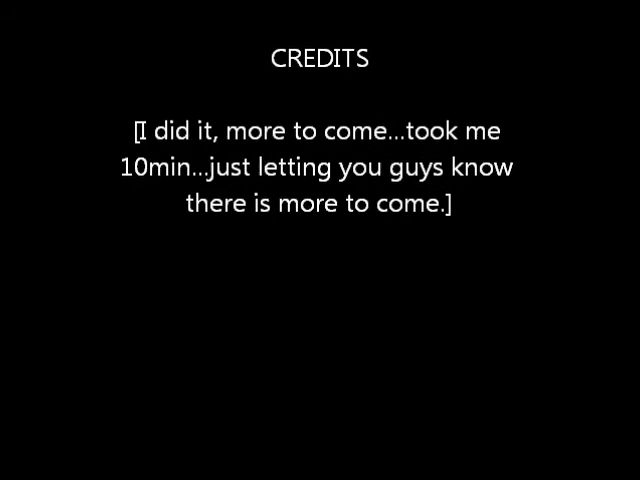 CREDITS
[I did it, more to come...took me
10min...just letting you guys know
there is more to come.]